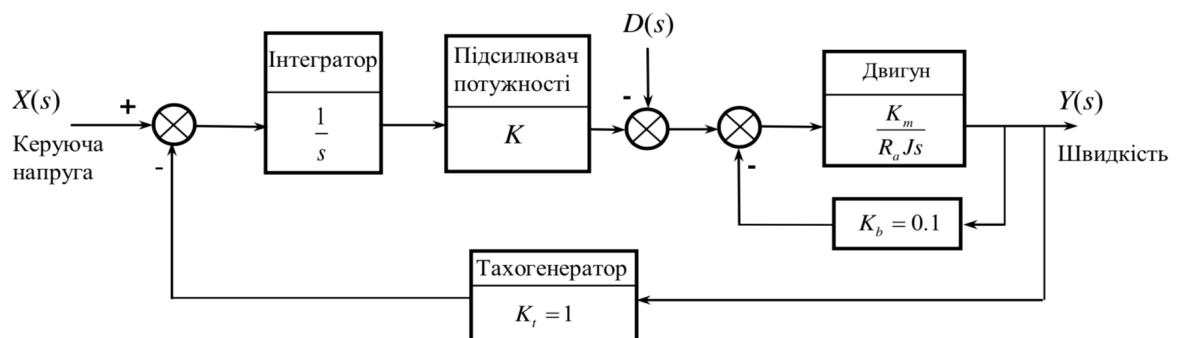 D(s)
Інтегратор
Підсилювач
потужності
Двигун
X(s)
+
-
Y(s)
1
s
K
K_m
R_a Js
Керуюча
напруга
-
Швидкість
-
K_b = 0.1
Тахогенератор
K_t = 1